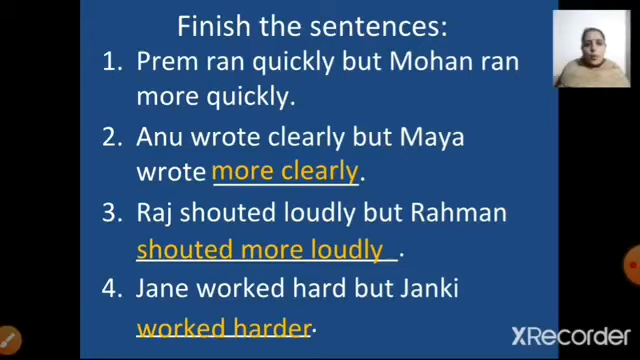 Finish the sentences:
1. Prem ran quickly but Mohan ran
more quickly.
2. Anu wrote clearly but Maya
wrote more clearly.
3. Raj shouted loudly but Rahman
shouted more loudly.
4. Jane worked hard but Janki
worked harder.
XRecorder